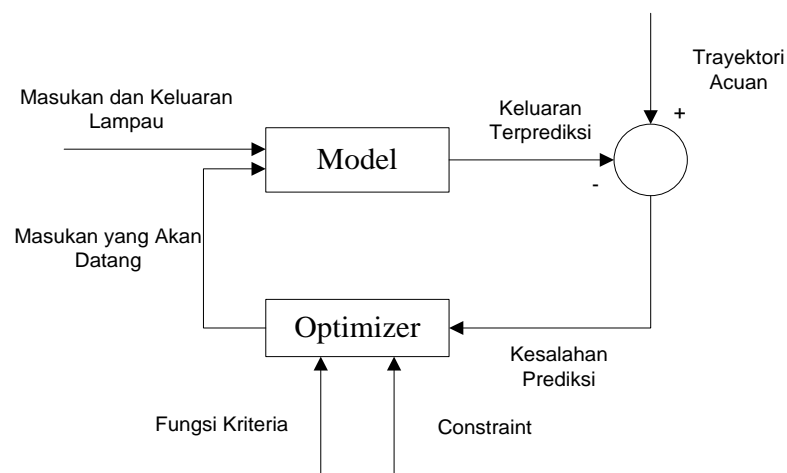 Trayektori
Acuan
Masukan dan Keluaran
Lampau
Keluaran
Terprediksi
+
Model
-
Masukan yang Akan
Datang
Optimizer
Kesalahan
Prediksi
Fungsi Kriteria
Constraint